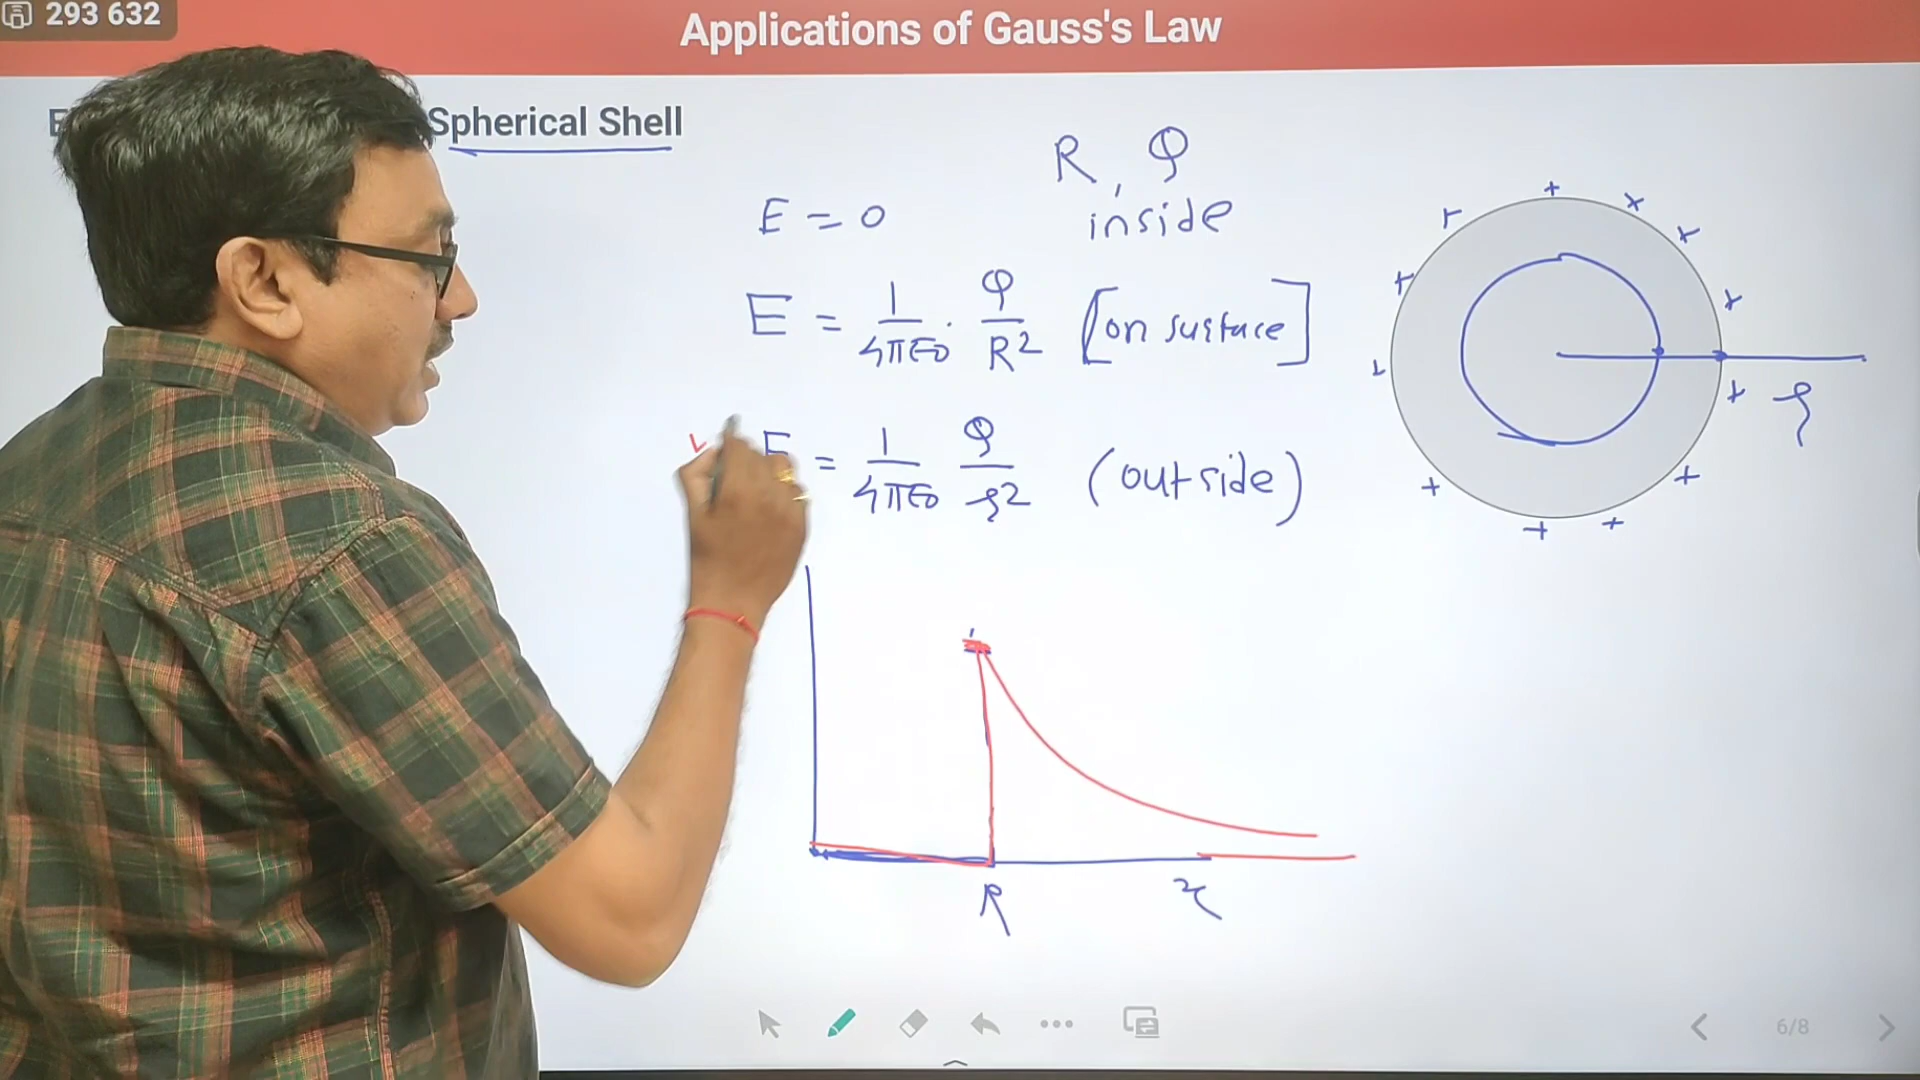 293 632
Applications of Gauss's Law
Spherical Shell
R, Q
E = 0 inside
E = 1/4πε0 · Q/R² [on surface]
E = 1/4πε0 Q/r² (outside)
r
R r
6/8